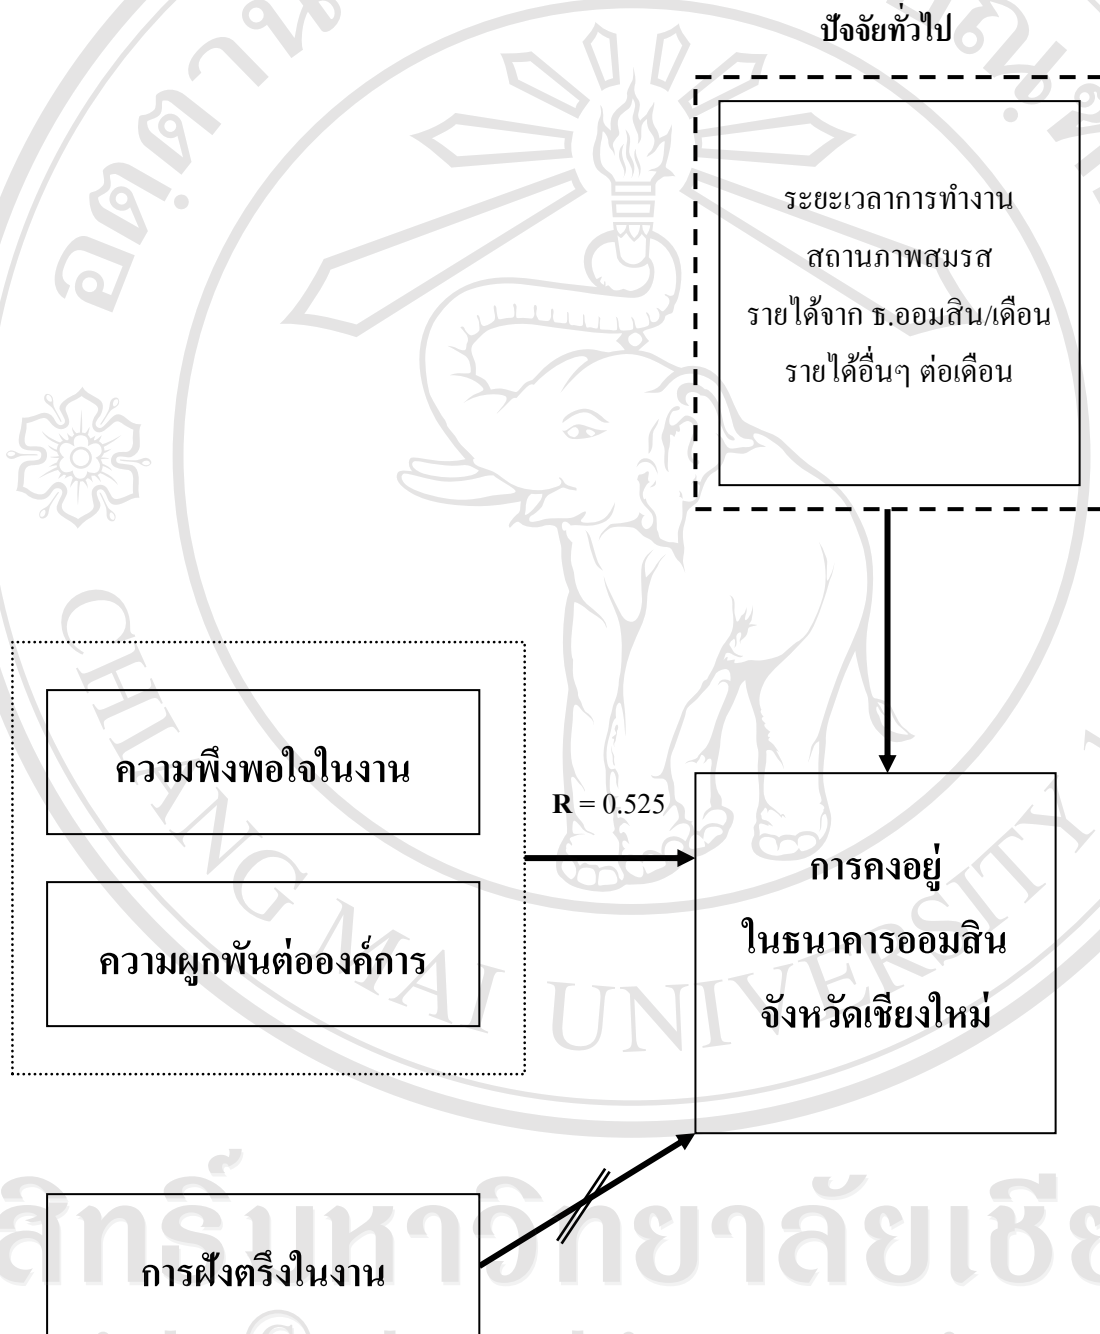 ปัจจัยทั่วไป
ระยะเวลาการทำงาน
สถานภาพสมรส
รายได้จาก ธ.ออมสิน/เดือน
รายได้อื่นๆ ต่อเดือน
ความพึงพอใจในงาน
R = 0.525
ความผูกพันต่อองค์การ
การคงอยู่
ในธนาคารออมสิน
จังหวัดเชียงใหม่
การฝังตรึงในงาน
CHIANG MAI UNIVERSITY